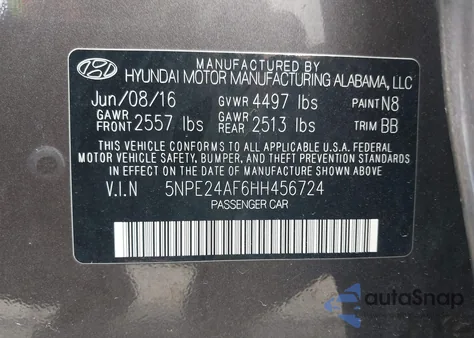 MANUFACTURED BY
HYUNDAI MOTOR MANUFACTURING ALABAMA, LLC
Jun/08/16 GVWR 4497 lbs PAINT N8
GAWR FRONT 2557 lbs GAWR REAR 2513 lbs TRIM BB
THIS VEHICLE CONFORMS TO ALL APPLICABLE U.S.A FEDERAL
MOTOR VEHICLE SAFETY, BUMPER, AND THEFT PREVENTION
STANDARDS IN EFFECT ON THE DATE OF MANUFACTURE SHOWN ABOVE.
V.I.N 5NPE24AF6HH456724
PASSENGER CAR
autoSnap